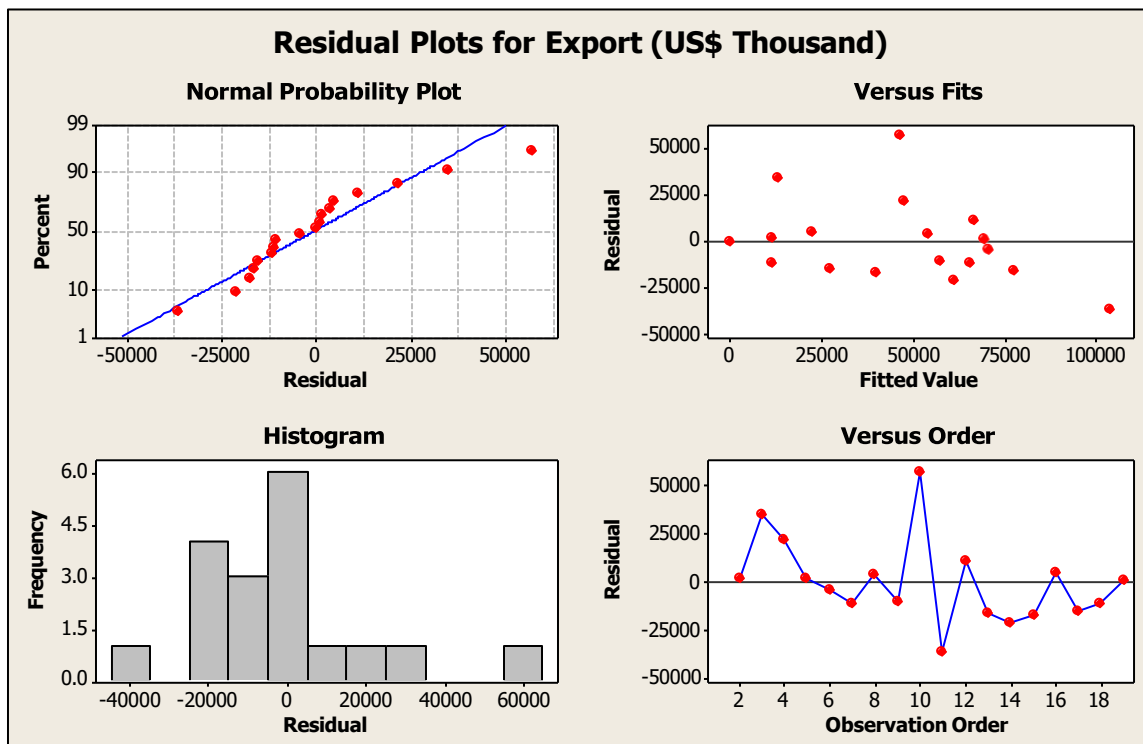 Residual Plots for Export (US$ Thousand)
Normal Probability Plot
Percent
99
90
50
10
1
-50000 -25000 0 25000 50000
Residual
Versus Fits
Residual
50000
25000
0
-25000
-50000
0 25000 50000 75000 100000
Fitted Value
Histogram
Frequency
6.0
4.5
3.0
1.5
0.0
-40000 -20000 0 20000 40000 60000
Residual
Versus Order
Residual
50000
25000
0
-25000
-50000
2 4 6 8 10 12 14 16 18
Observation Order